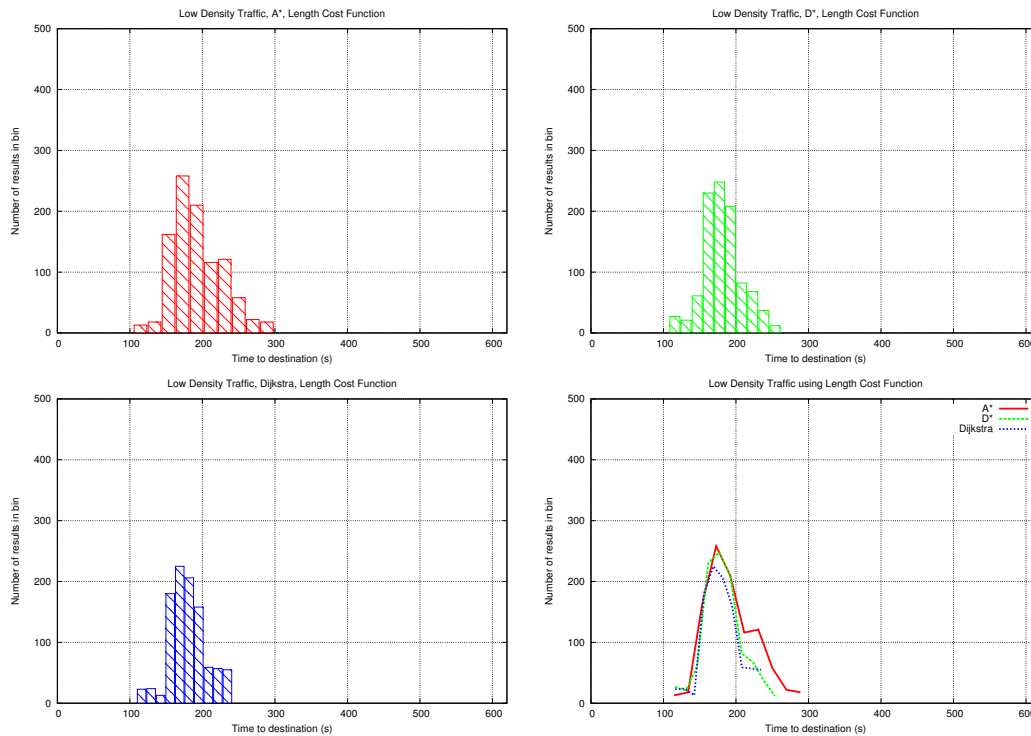 Low Density Traffic, A*, Length Cost Function
500
400
300
200
100
0
Number of results in bin
0 100 200 300 400 500 600
Time to destination (s)
Low Density Traffic, D*, Length Cost Function
500
400
300
200
100
0
Number of results in bin
0 100 200 300 400 500 600
Time to destination (s)
Low Density Traffic, Dijkstra, Length Cost Function
500
400
300
200
100
0
Number of results in bin
0 100 200 300 400 500 600
Time to destination (s)
Low Density Traffic using Length Cost Function
A*
D*
Dijkstra
500
400
300
200
100
0
Number of results in bin
0 100 200 300 400 500 600
Time to destination (s)